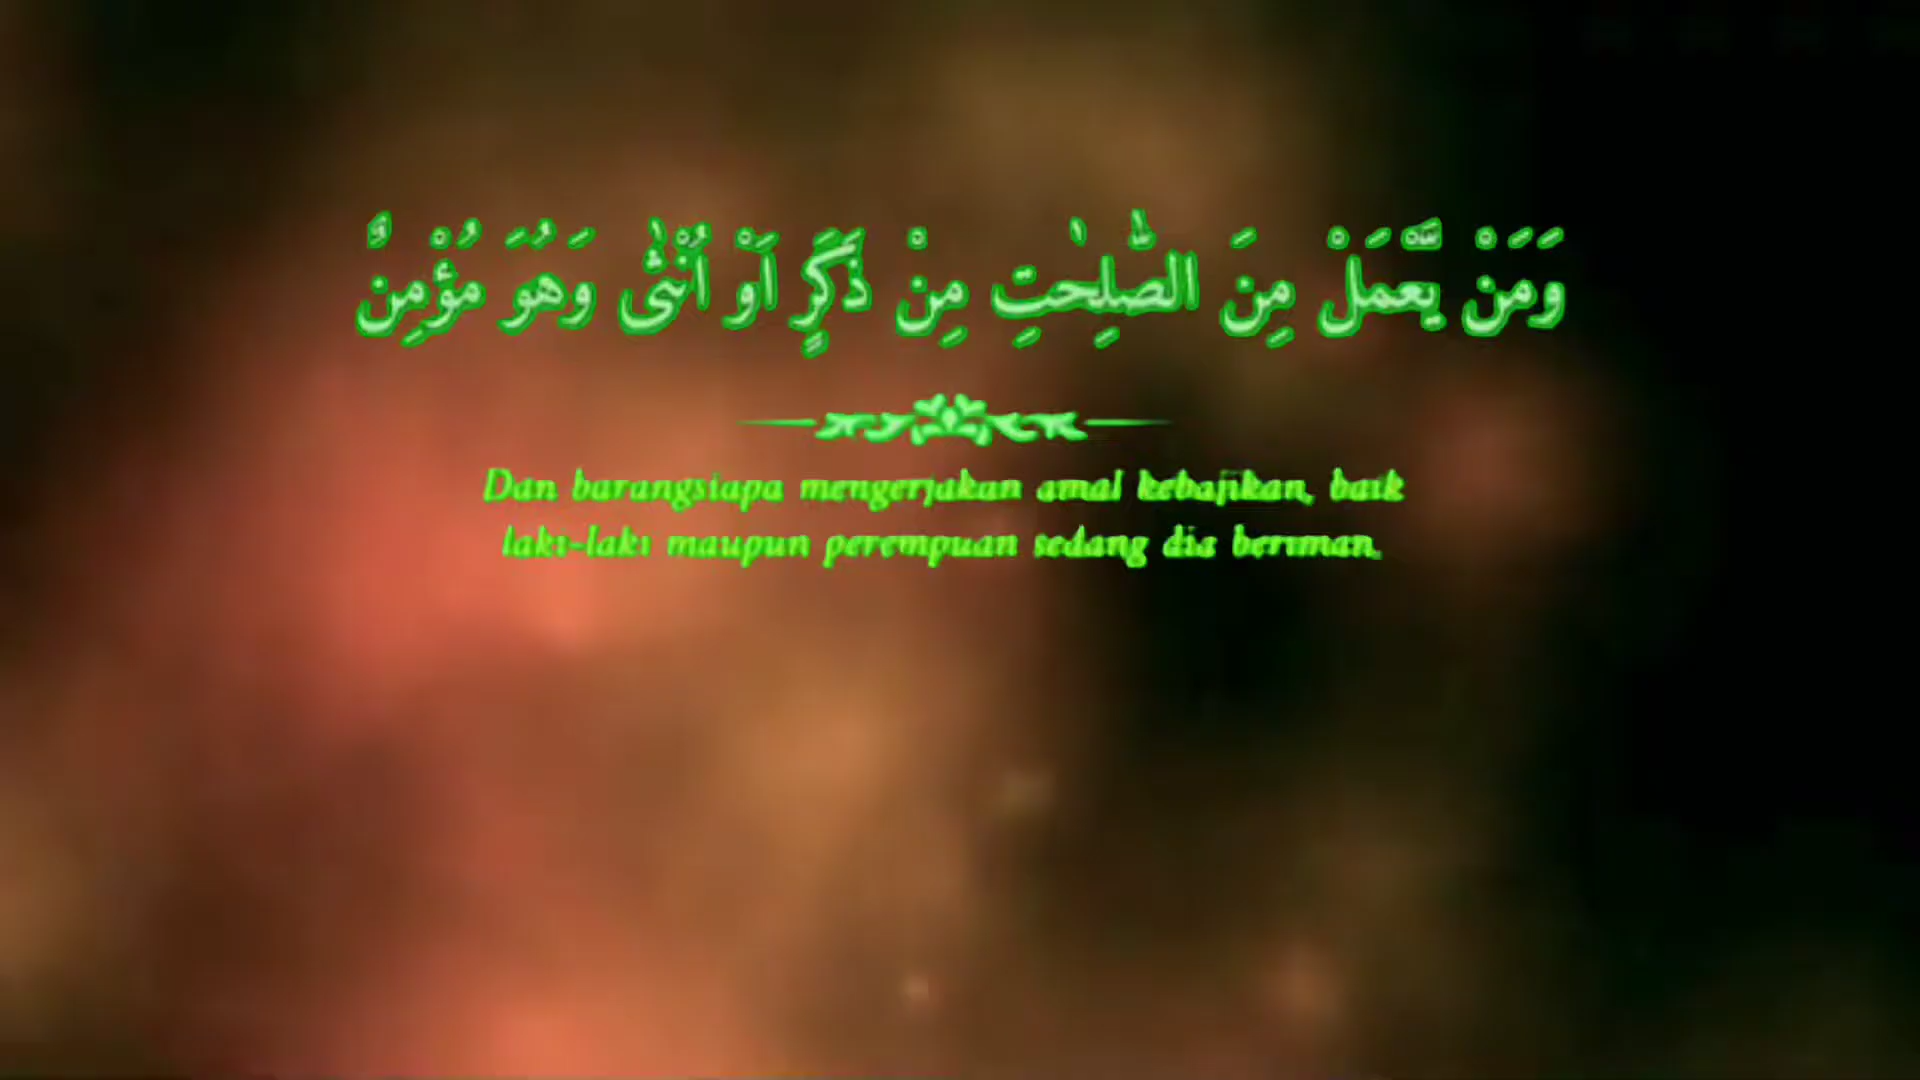 وَمَنْ يَّعْمَلْ مِنَ الصّٰلِحٰتِ مِنْ ذَكَرٍ اَوْ اُنْثٰى وَهُوَ مُؤْمِنٌ
Dan barangsiapa mengerjakan amal kebajikan, baik
laki-laki maupun perempuan sedang dia beriman,